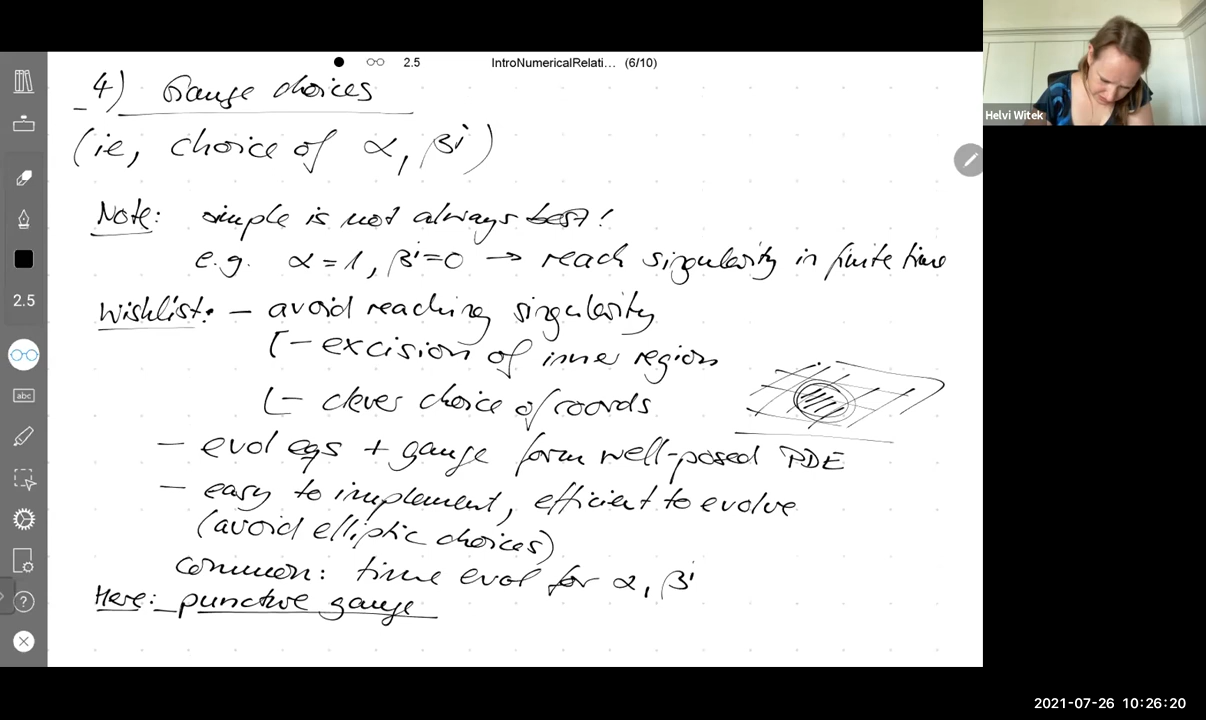 2.5 IntroNumericalRelati... (6/10)
4) Gauge choices
(ie, choice of α, βⁱ)
Note: simple is not always best!
e.g. α=1, βⁱ=0 → reach singularity in finite time
Wishlist: - avoid reaching singularity
- excision of inner region
- clever choice of coords
- evol eqs + gauge form well-posed PDE
- easy to implement, efficient to evolve
(avoid elliptic choices)
common: time evol for α, βⁱ
Here: puncture gauge
2.5
abc
Helvi Witek
2021-07-26 10:26:20